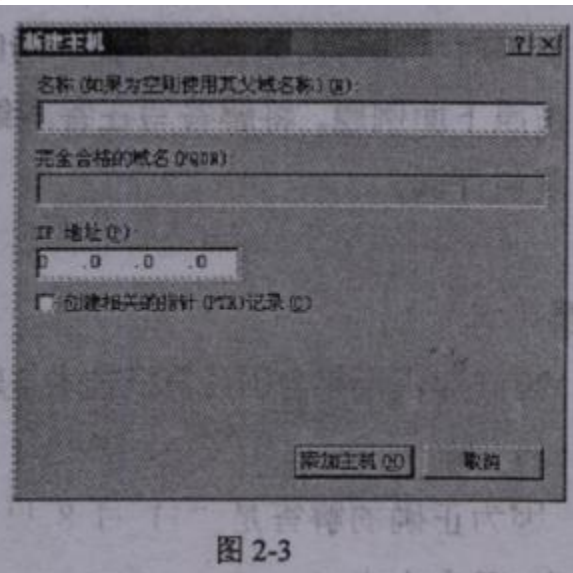 新建主机
? ×
名称(如果为空则使用其父域名称)(N):
完全合格的域名(FQDN):
IP 地址(P):
0 .0 .0 .0
创建相关的指针(PTR)记录(C)
添加主机(H) 取消
图 2-3